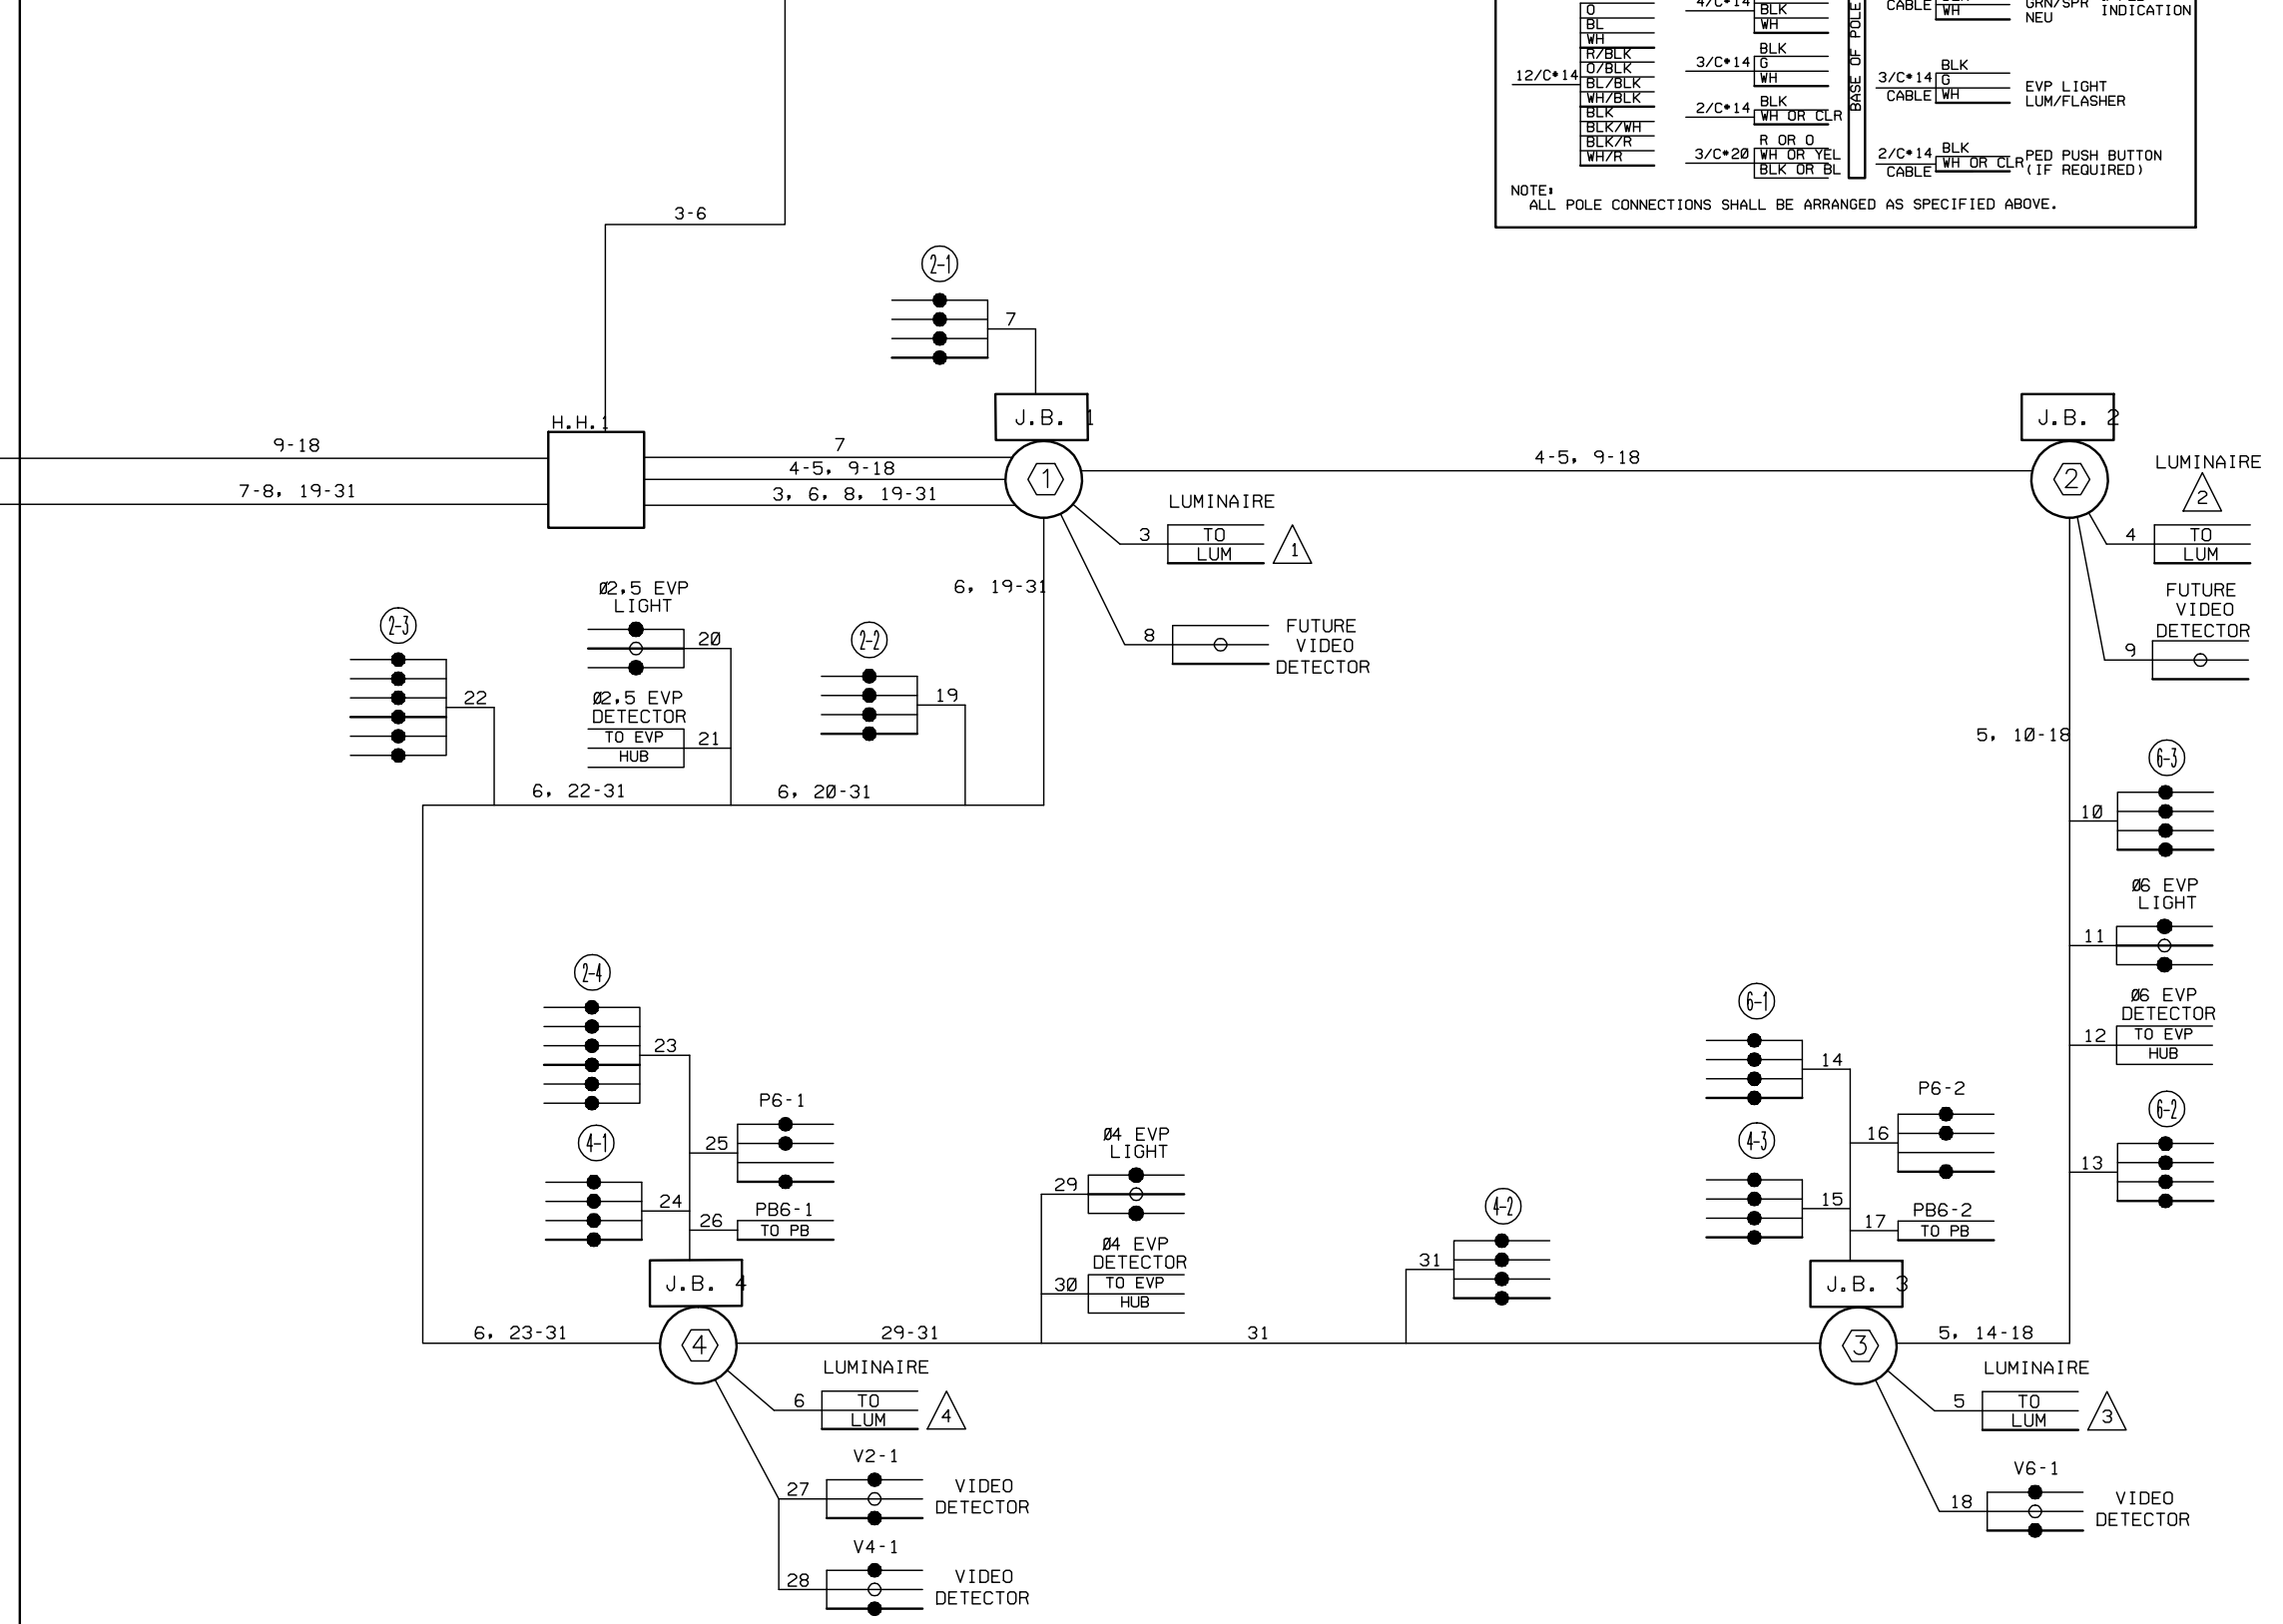 O
BL
WH
R/BLK
O/BLK
BL/BLK
WH/BLK
BLK
BLK/WH
BLK/R
WH/R
12/C#14
4/C#14
BLK
WH
3/C#14
BLK
G
WH
2/C#14
BLK
WH OR CLR
3/C#20
R OR O
WH OR YEL
BLK OR BL
BASE OF POLE
CABLE
WH
GRN/SPR
NEU
INDICATION
3/C#14
CABLE
BLK
G
WH
EVP LIGHT
LUM/FLASHER
2/C#14
CABLE
BLK
WH OR CLR
PED PUSH BUTTON
(IF REQUIRED)
NOTE:
ALL POLE CONNECTIONS SHALL BE ARRANGED AS SPECIFIED ABOVE.
3-6
2-1
7
J.B. 1
J.B. 2
H.H.1
9-18
7-8, 19-31
7
4-5, 9-18
3, 6, 8, 19-31
1
4-5, 9-18
2
LUMINAIRE
3
TO
LUM
1
LUMINAIRE
2
4
TO
LUM
6, 19-31
8
FUTURE
VIDEO
DETECTOR
FUTURE
VIDEO
DETECTOR
9
2-3
22
Ø2,5 EVP
LIGHT
20
Ø2,5 EVP
DETECTOR
TO EVP
HUB
21
2-2
19
6, 22-31
6, 20-31
5, 10-18
6-3
10
Ø6 EVP
LIGHT
11
Ø6 EVP
DETECTOR
12
TO EVP
HUB
6-2
13
2-4
23
4-1
24
P6-1
25
PB6-1
26
TO PB
J.B. 4
Ø4 EVP
LIGHT
29
Ø4 EVP
DETECTOR
30
TO EVP
HUB
4-2
31
6-1
14
4-3
15
P6-2
16
PB6-2
17
TO PB
J.B. 3
6, 23-31
4
29-31
31
3
5, 14-18
LUMINAIRE
6
TO
LUM
4
V2-1
27
VIDEO
DETECTOR
V4-1
28
VIDEO
DETECTOR
LUMINAIRE
5
TO
LUM
3
V6-1
18
VIDEO
DETECTOR